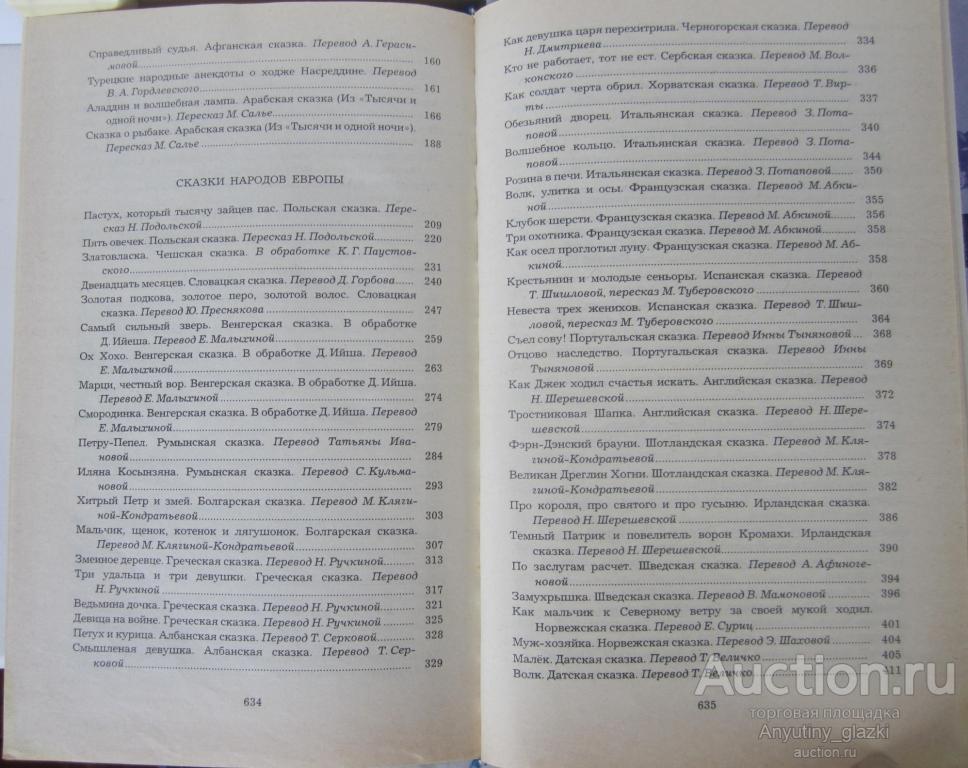 Справедливый судья. Афганская сказка. Перевод А. Гераси-
мовой ..... 160
Турецкие народные анекдоты о ходже Насреддине. Перевод
В. А. Гордлевского ..... 161
Аладдин и волшебная лампа. Арабская сказка (Из «Тысячи и
одной ночи»). Пересказ М. Салье ..... 166
Сказка о рыбаке. Арабская сказка (Из «Тысячи и одной ночи»).
Пересказ М. Салье ..... 188
СКАЗКИ НАРОДОВ ЕВРОПЫ
Пастух, который тысячу зайцев пас. Польская сказка. Пере-
сказ Н. Подольской ..... 209
Пять овечек. Польская сказка. Пересказ Н. Подольской ..... 220
Златовласка. Чешская сказка. В обработке К. Г. Паустов-
ского ..... 231
Двенадцать месяцев. Словацкая сказка. Перевод Д. Горбова ..... 240
Золотая подкова, золотое перо, золотой волос. Словацкая
сказка. Перевод Ю. Преснякова ..... 247
Самый сильный зверь. Венгерская сказка. В обработке
Д. Ийеша. Перевод Е. Малыхиной ..... 259
Ох Хохо. Венгерская сказка. В обработке Д. Ийша. Перевод
Е. Малыхиной ..... 263
Марци, честный вор. Венгерская сказка. В обработке Д. Ийша.
Перевод Е. Малыхиной ..... 274
Смородинка. Венгерская сказка. В обработке Д. Ийша. Перевод
Е. Малыхиной ..... 279
Петру-Пепел. Румынская сказка. Перевод Татьяны Ива-
новой ..... 284
Иляна Косынзяна. Румынская сказка. Перевод С. Кульма-
новой ..... 293
Хитрый Петр и змей. Болгарская сказка. Перевод М. Кляги-
ной-Кондратьевой ..... 303
Мальчик, щенок, котенок и лягушонок. Болгарская сказка.
Перевод М. Клягиной-Кондратьевой ..... 307
Змеиное деревце. Греческая сказка. Перевод Н. Ручкиной ..... 313
Три удальца и три девушки. Греческая сказка. Перевод
Н. Ручкиной ..... 317
Ведьмина дочка. Греческая сказка. Перевод Н. Ручкиной ..... 321
Девица на войне. Греческая сказка. Перевод Н. Ручкиной ..... 325
Петух и курица. Албанская сказка. Перевод Т. Серковой ..... 328
Смышленая девушка. Албанская сказка. Перевод Т. Сер-
ковой ..... 329
634
Как девушка царя перехитрила. Черногорская сказка. Перевод
Н. Дмитриева ..... 334
Кто не работает, тот не ест. Сербская сказка. Перевод М. Вол-
конского ..... 336
Как солдат черта обрил. Хорватская сказка. Перевод Т. Вир-
ты ..... 337
Обезьяний дворец. Итальянская сказка. Перевод З. Пота-
повой ..... 340
Волшебное кольцо. Итальянская сказка. Перевод З. Пота-
повой ..... 344
Розина в печи. Итальянская сказка. Перевод З. Потаповой ..... 350
Волк, улитка и осы. Французская сказка. Перевод М. Абки-
ной ..... 355
Клубок шерсти. Французская сказка. Перевод М. Абкиной ..... 356
Три охотника. Французская сказка. Перевод М. Абкиной ..... 358
Как осел проглотил луну. Французская сказка. Перевод М. Аб-
киной ..... 358
Крестьянин и молодые сеньоры. Испанская сказка. Перевод
Т. Шишловой, пересказ М. Туберовского ..... 360
Невеста трех женихов. Испанская сказка. Перевод Т. Шиш-
ловой, пересказ М. Туберовского ..... 364
Съел сову! Португальская сказка. Перевод Инны Тыняновой ..... 368
Отцово наследство. Португальская сказка. Перевод Инны
Тыняновой ..... 369
Как Джек ходил счастья искать. Английская сказка. Перевод
Н. Шерешевской ..... 372
Тростниковая Шапка. Английская сказка. Перевод Н. Шере-
шевской ..... 374
Фэрн-Дэнский брауни. Шотландская сказка. Перевод М. Кля-
гиной-Кондратьевой ..... 378
Великан Дреглин Хогни. Шотландская сказка. Перевод М. Кля-
гиной-Кондратьевой ..... 382
Про короля, про святого и про гусыню. Ирландская сказка.
Перевод Н. Шерешевской ..... 386
Темный Патрик и повелитель ворон Кромахи. Ирландская
сказка. Перевод Н. Шерешевской ..... 390
По заслугам расчет. Шведская сказка. Перевод А. Афиноге-
новой ..... 394
Замухрышка. Шведская сказка. Перевод В. Мамоновой ..... 396
Как мальчик к Северному ветру за своей мукой ходил.
Норвежская сказка. Перевод Е. Суриц ..... 401
Муж-хозяйка. Норвежская сказка. Перевод Э. Шаховой ..... 404
Малёк. Датская сказка. Перевод Т. Величко ..... 405
Волк. Датская сказка. Перевод Т. Величко ..... 411
635
Auction.ru
торговая площадка
Anyutiny_glazki
auction.ru